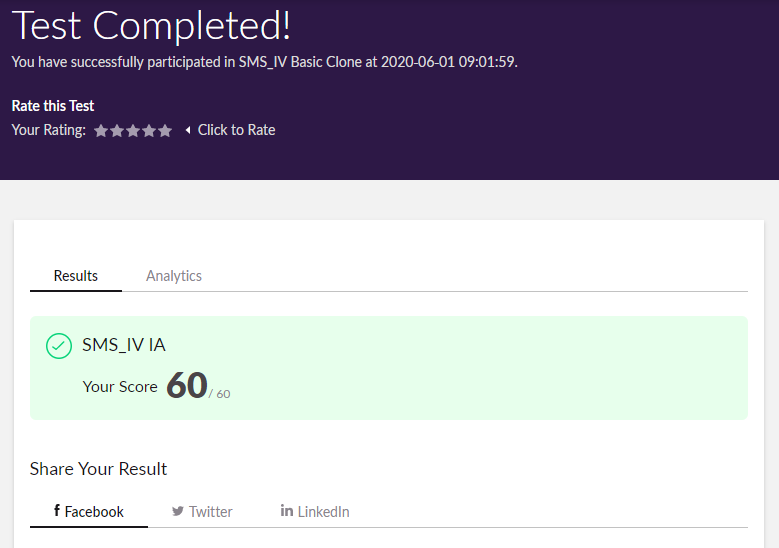 Test Completed!
You have successfully participated in SMS_IV Basic Clone at 2020-06-01 09:01:59.
Rate this Test
Your Rating: Click to Rate
Results Analytics
SMS_IV IA
Your Score 60 / 60
Share Your Result
Facebook Twitter LinkedIn